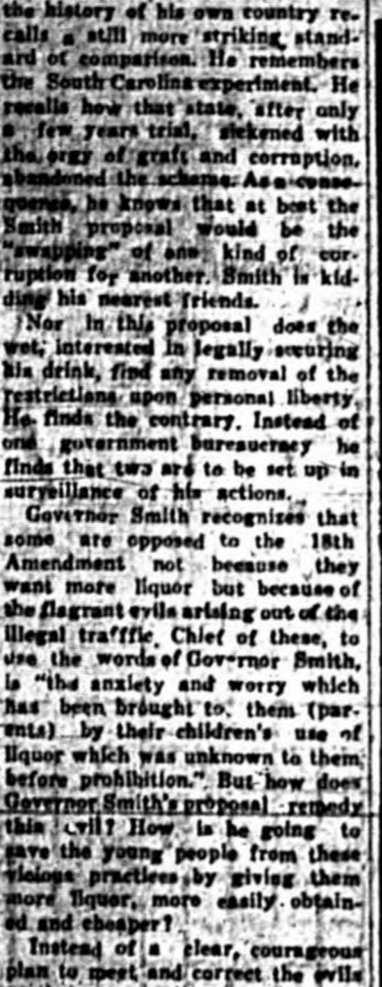 the history of his own country re-
calls a still more striking stand-
ard of comparison. He remembers
the South Carolina experiment. He
recalls how that state, after only
a few years trial, sickened with
the orgy of graft and corruption,
abandoned the scheme. As a conse-
quence, he knows that at best the
Smith proposal would be the
"swapping" of one kind of cor-
ruption for another. Smith is kid-
ding his nearest friends.
Nor in this proposal does the
wet, interested in legally securing
his drink, find any removal of the
restrictions upon personal liberty.
He finds the contrary. Instead of
one government bureaucracy he
finds that two are to be set up in
surveillance of his actions.
Governor Smith recognizes that
some are opposed to the 18th
Amendment not because they
want more liquor but because of
the flagrant evils arising out of the
illegal traffic. Chief of these, to
use the words of Governor Smith,
is "the anxiety and worry which
has been brought to them (par-
ents) by their children's use of
liquor which was unknown to them
before prohibition." But how does
Governor Smith's proposal remedy
this evil? How is he going to
save the young people from these
vicious practices by giving them
more liquor, more easily obtain-
ed and cheaper?
Instead of a clear, courageous
plan to meet and correct the evils